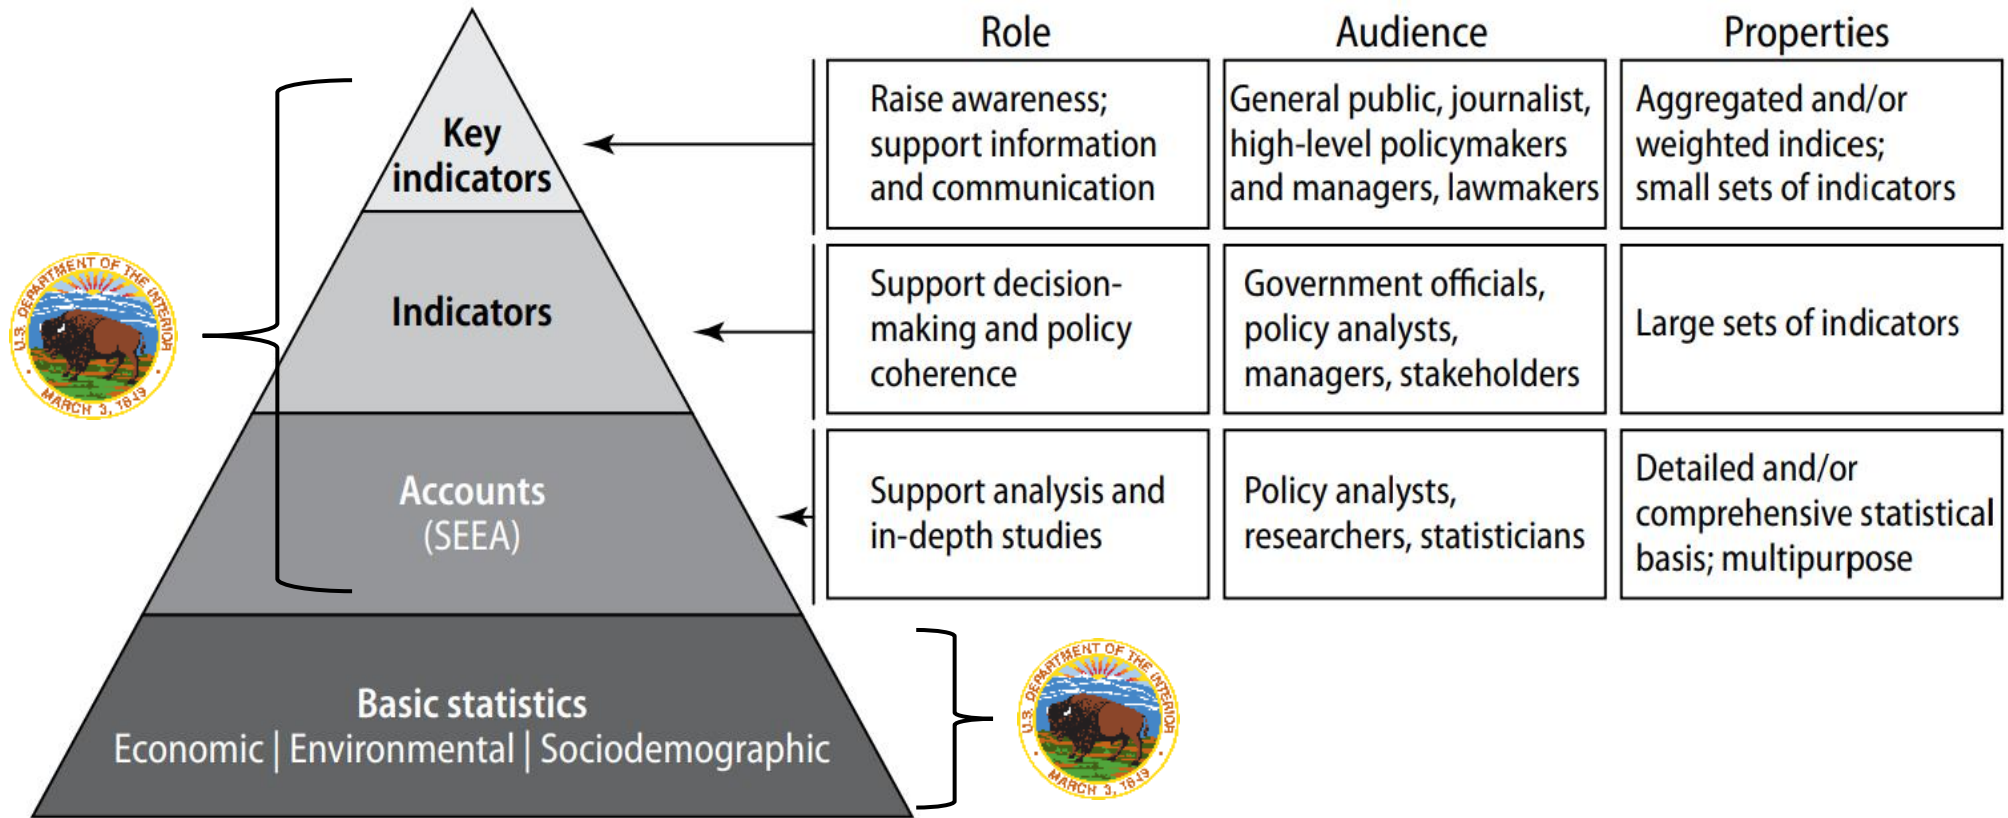 Role
Audience
Properties
Key
indicators
Raise awareness;
support information
and communication
General public, journalist,
high-level policymakers
and managers, lawmakers
Aggregated and/or
weighted indices;
small sets of indicators
Indicators
Support decision-
making and policy
coherence
Government officials,
policy analysts,
managers, stakeholders
Large sets of indicators
U.S. DEPARTMENT OF THE INTERIOR
MARCH 3, 1849
Accounts
(SEEA)
Support analysis and
in-depth studies
Policy analysts,
researchers, statisticians
Detailed and/or
comprehensive statistical
basis; multipurpose
Basic statistics
Economic | Environmental | Sociodemographic
U.S. DEPARTMENT OF THE INTERIOR
MARCH 3, 1849